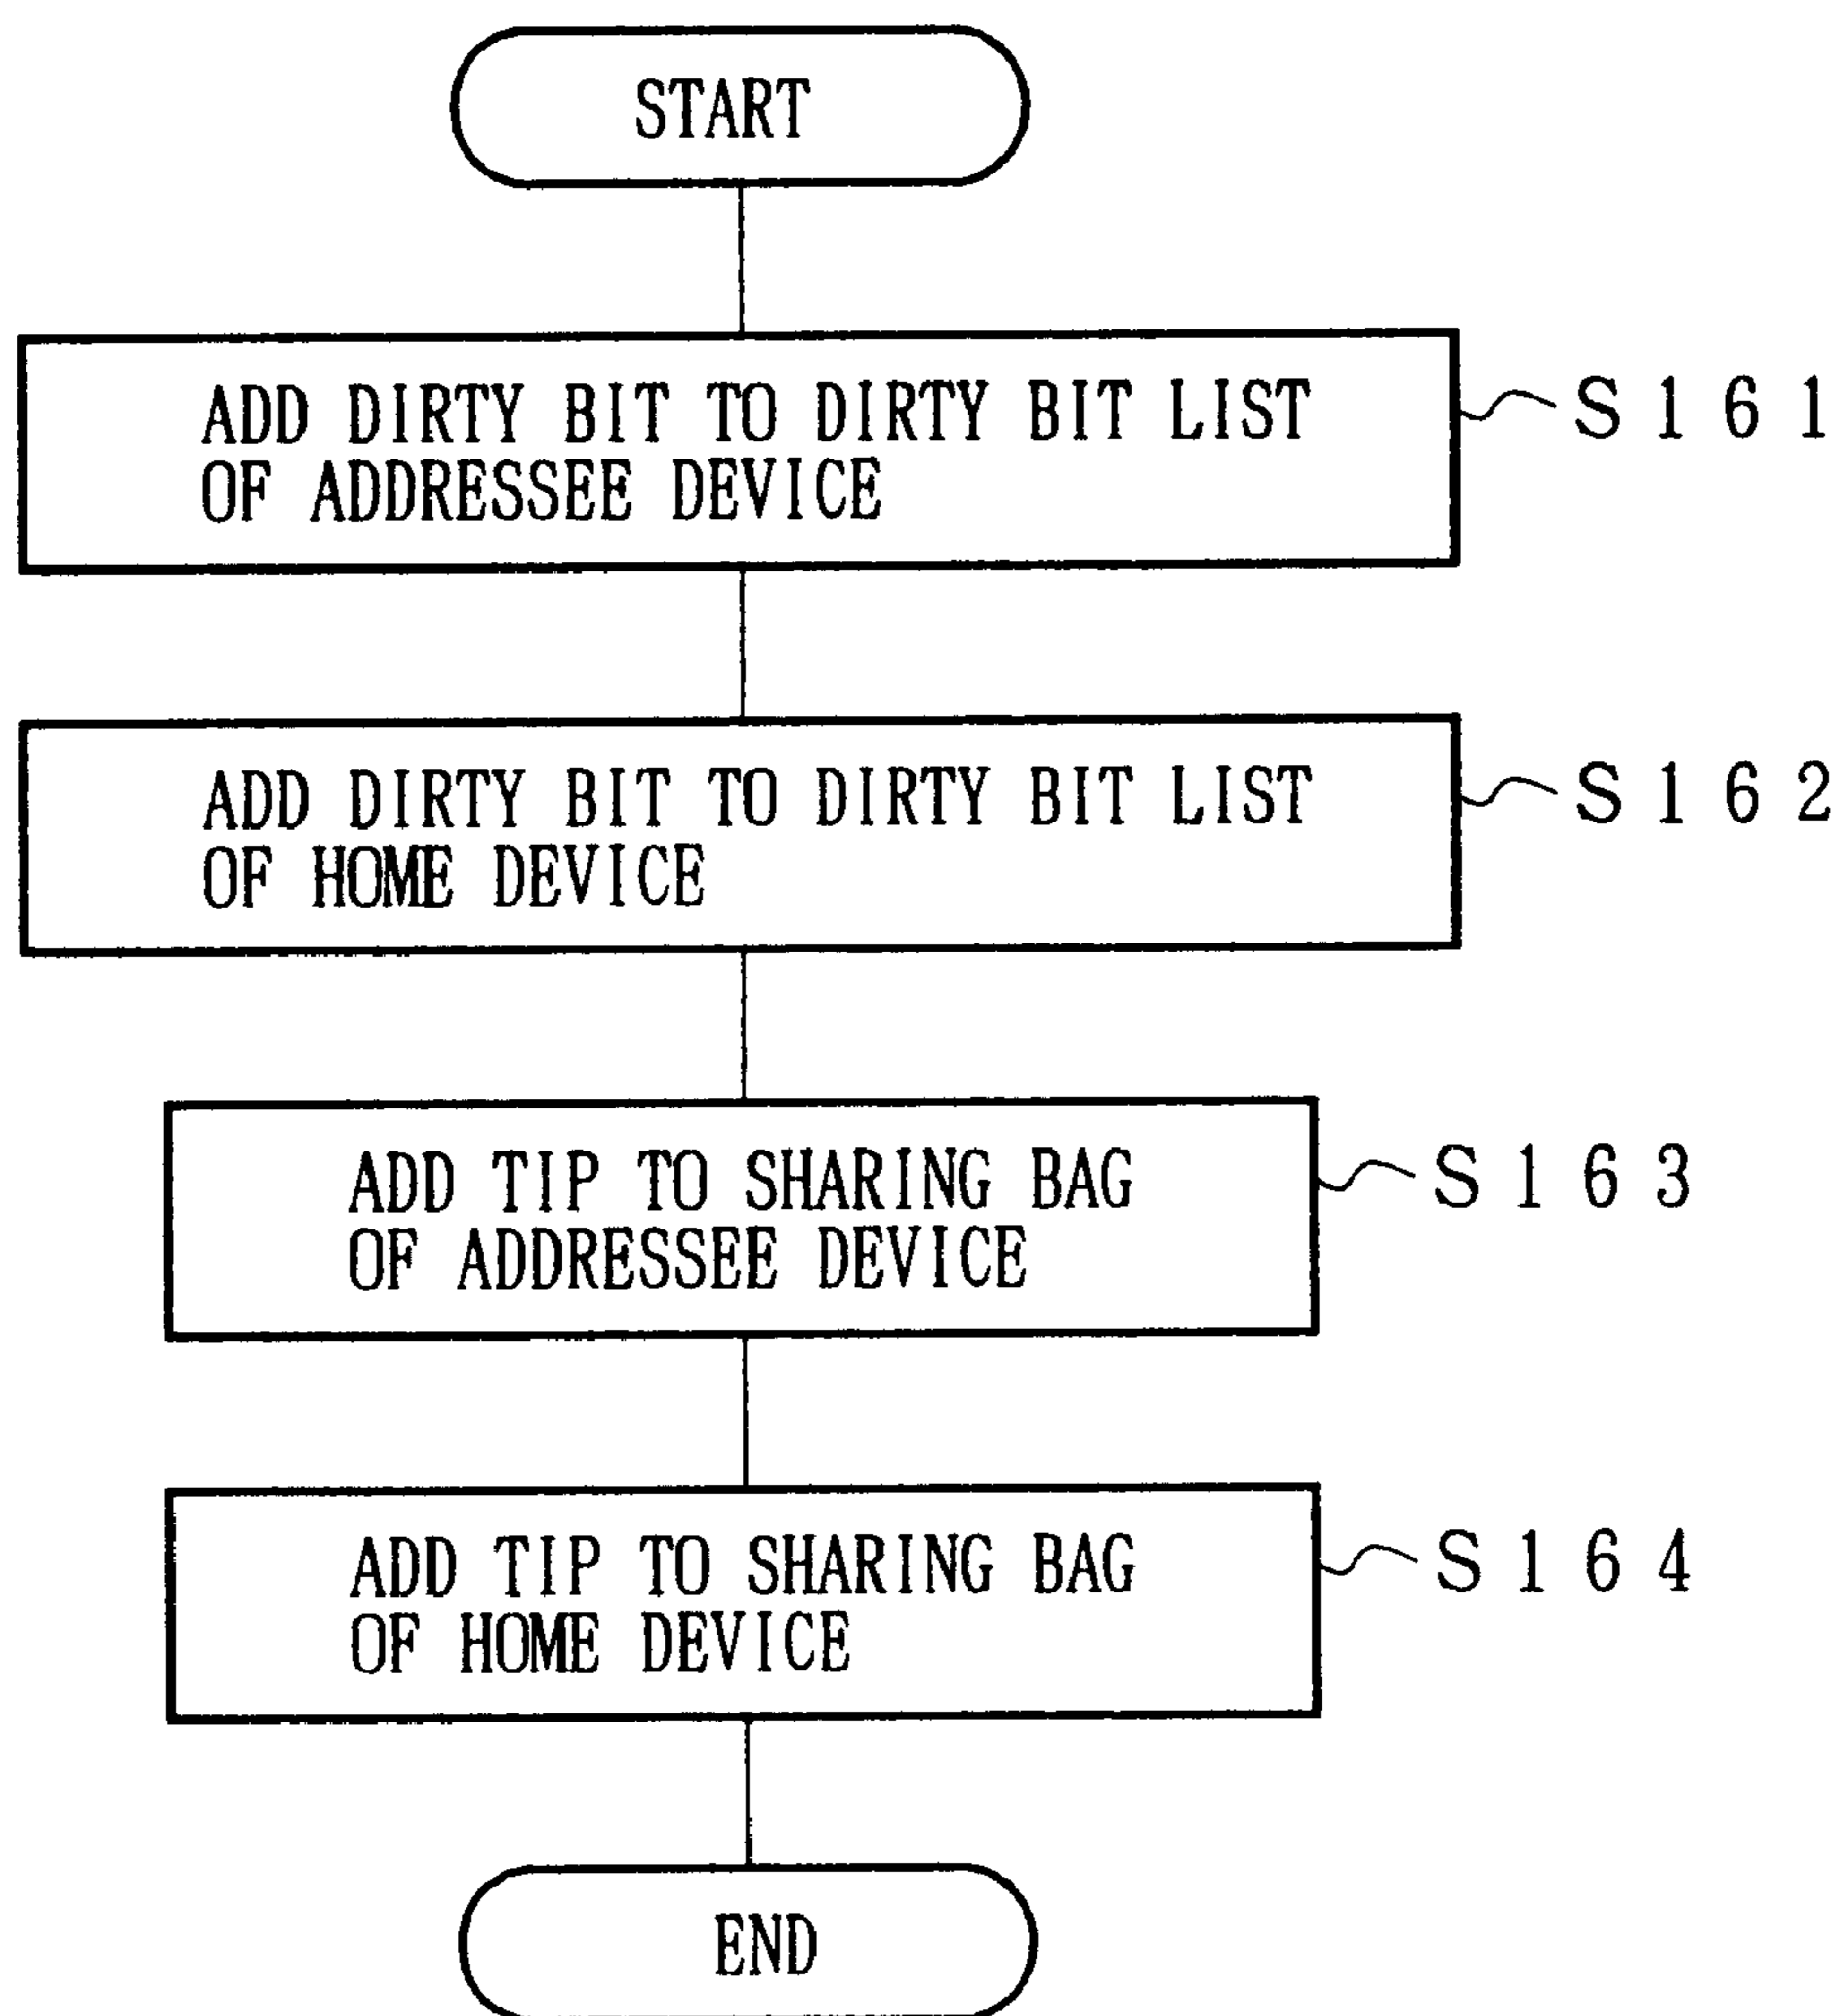 START
ADD DIRTY BIT TO DIRTY BIT LIST
OF ADDRESSEE DEVICE
S161
ADD DIRTY BIT TO DIRTY BIT LIST
OF HOME DEVICE
S162
ADD TIP TO SHARING BAG
OF ADDRESSEE DEVICE
S163
ADD TIP TO SHARING BAG
OF HOME DEVICE
S164
END